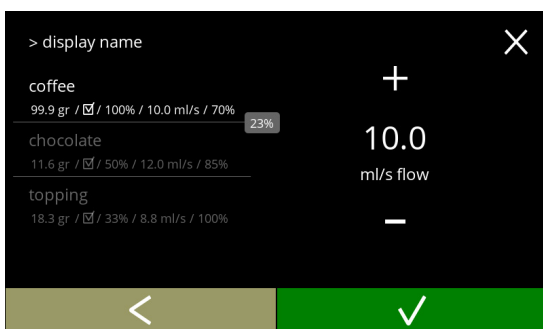 > display name
coffee
99.9 gr / ☑ / 100% / 10.0 ml/s / 70%
23%
chocolate
11.6 gr / ☑ / 50% / 12.0 ml/s / 85%
topping
18.3 gr / ☑ / 33% / 8.8 ml/s / 100%
+
10.0
ml/s flow
−